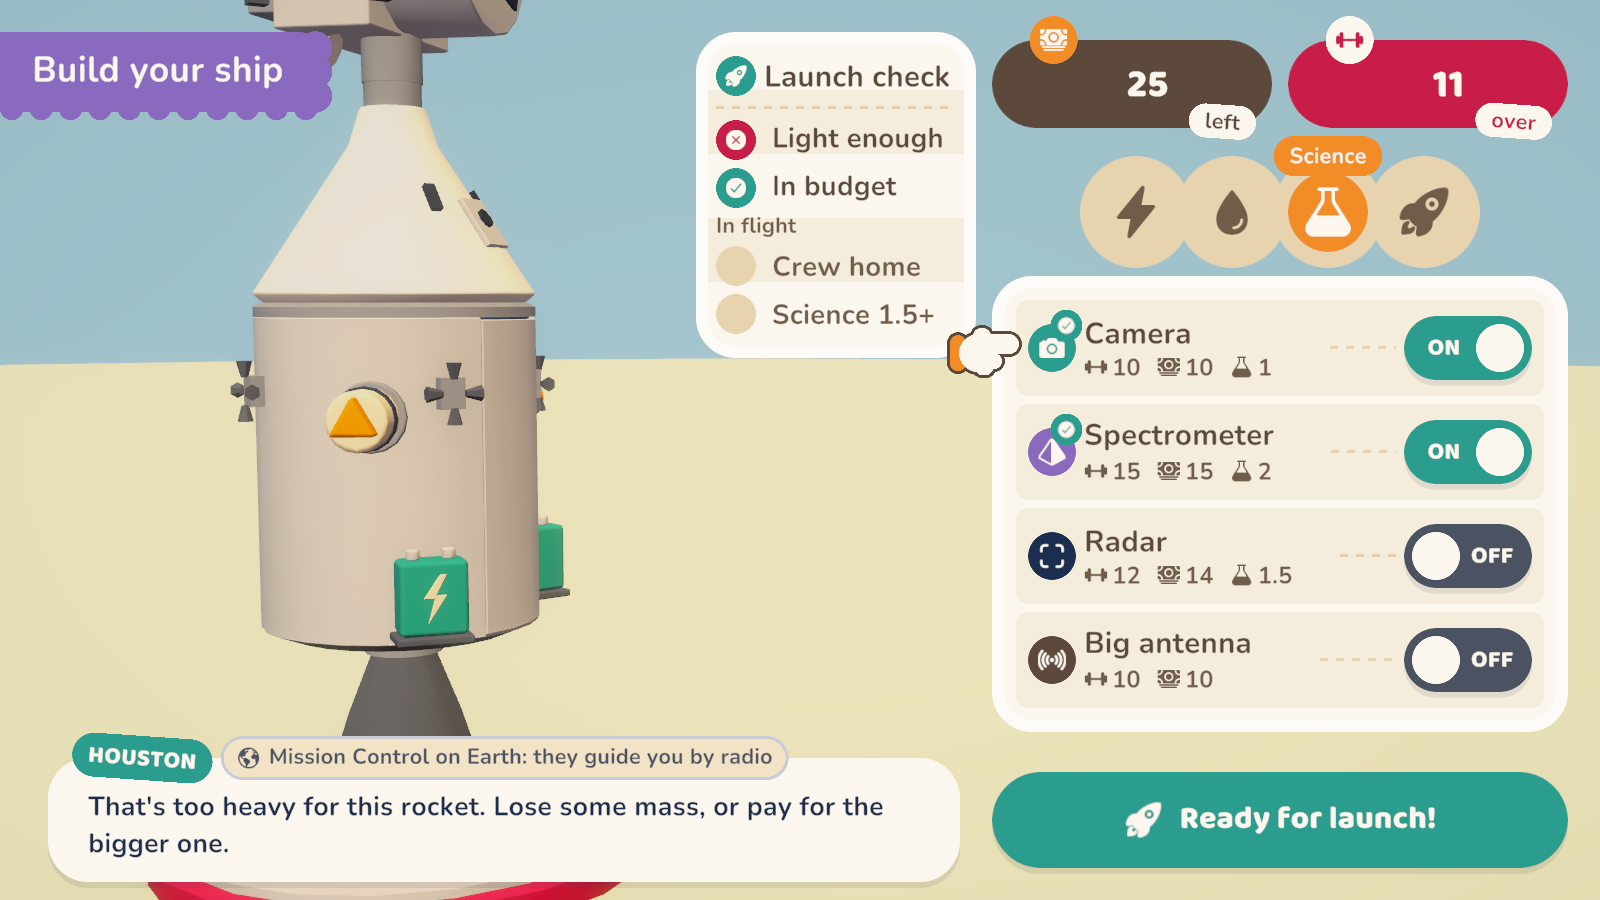 Build your ship
Launch check
Light enough
In budget
In flight
Crew home
Science 1.5+
25
left
11
over
Science
Camera
10 10 1
ON
Spectrometer
15 15 2
ON
Radar
12 14 1.5
OFF
Big antenna
10 10
OFF
HOUSTON
Mission Control on Earth: they guide you by radio
That's too heavy for this rocket. Lose some mass, or pay for the
bigger one.
Ready for launch!